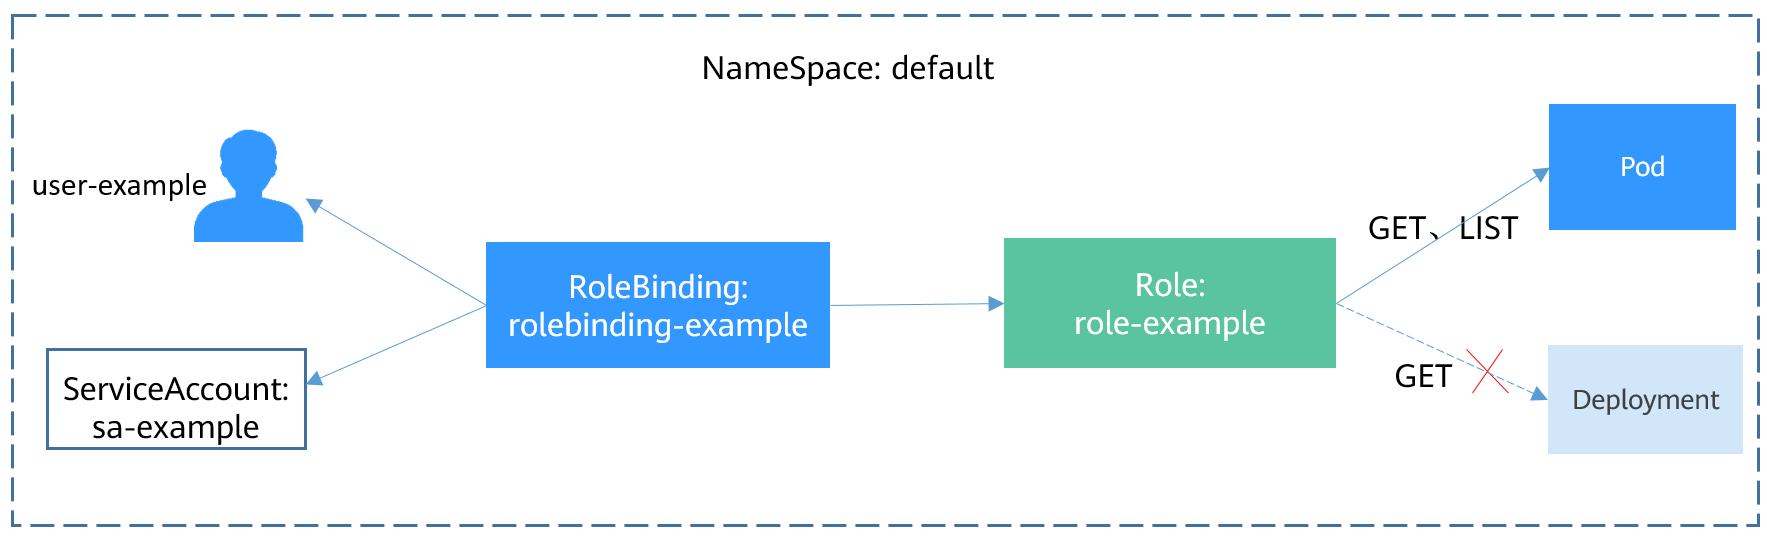 NameSpace: default
user-example
Pod
GET、LIST
RoleBinding:
rolebinding-example
Role:
role-example
ServiceAccount:
sa-example
GET
Deployment